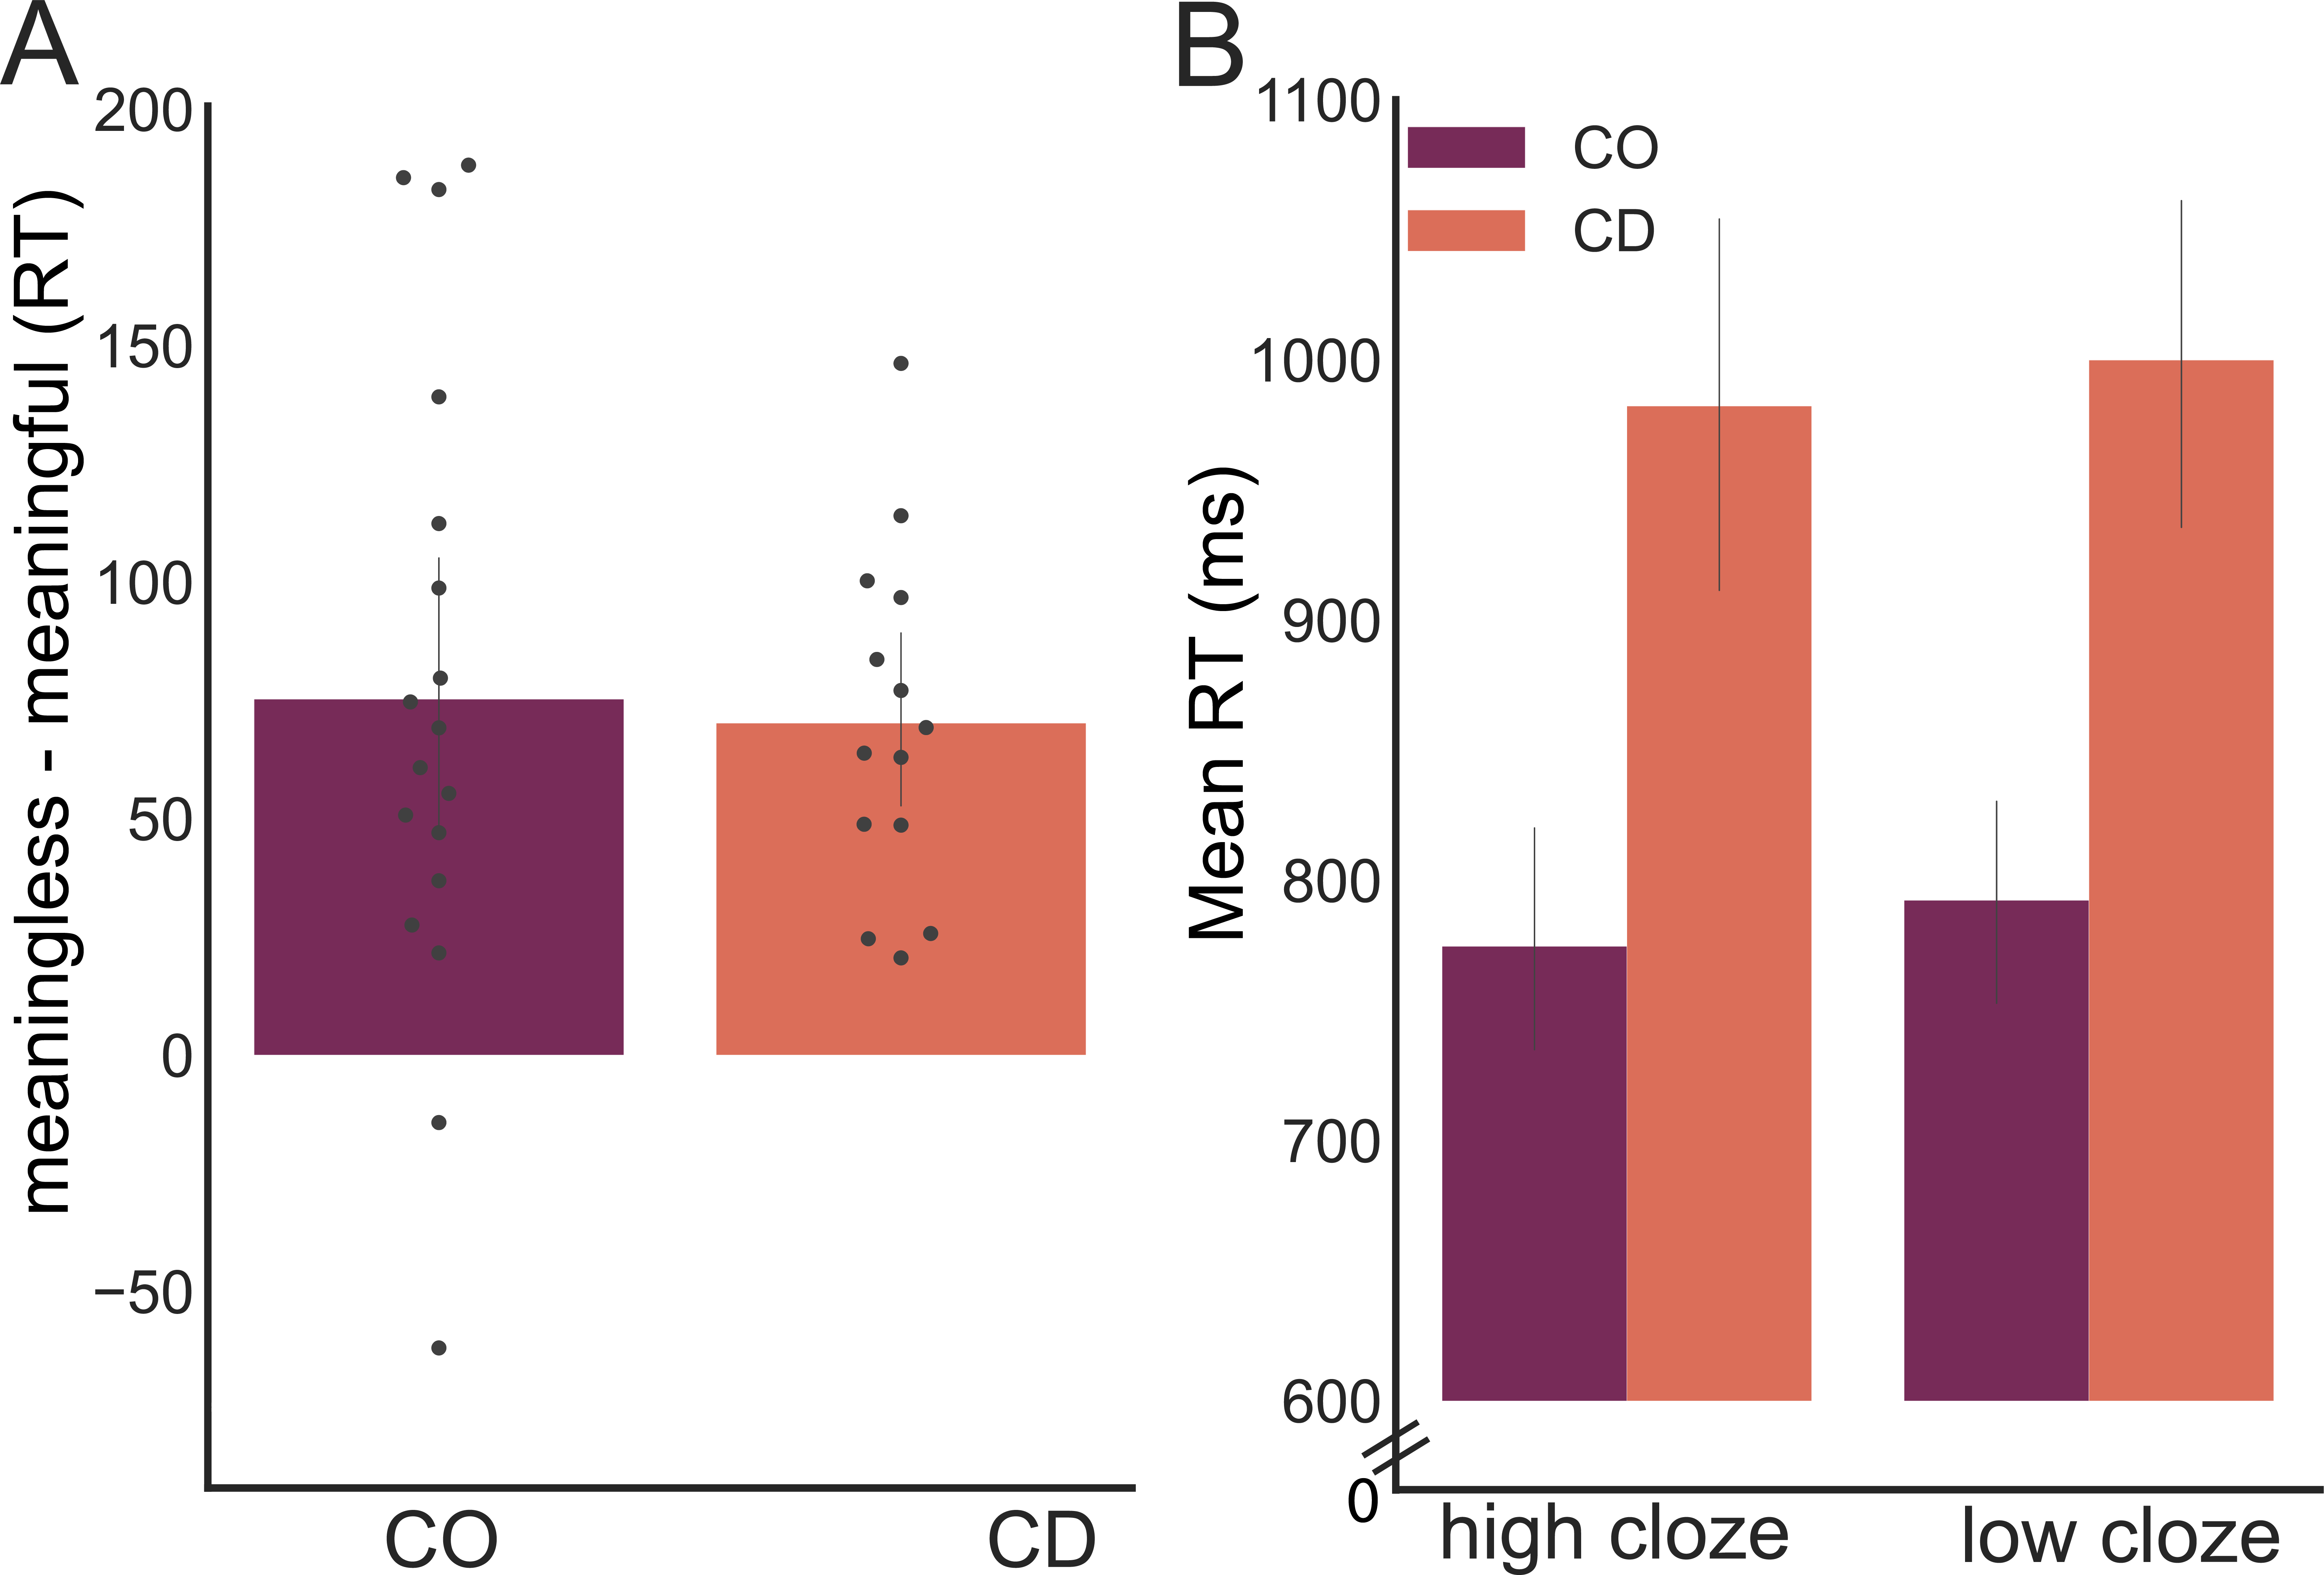 A
200
150
100
50
0
−50
meaningless - meaningful (RT)
CO
CD
B
1100
1000
900
800
700
600
0
Mean RT (ms)
CO
CD
high cloze
low cloze